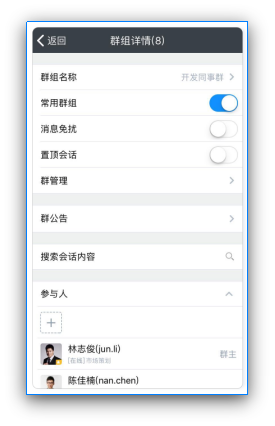 返回
群组详情(8)
群组名称 开发同事群
常用群组
消息免扰
置顶会话
群管理
群公告
搜索会话内容
参与人
林志俊(jun.li) 群主
[在线]市场策划
陈佳楠(nan.chen)